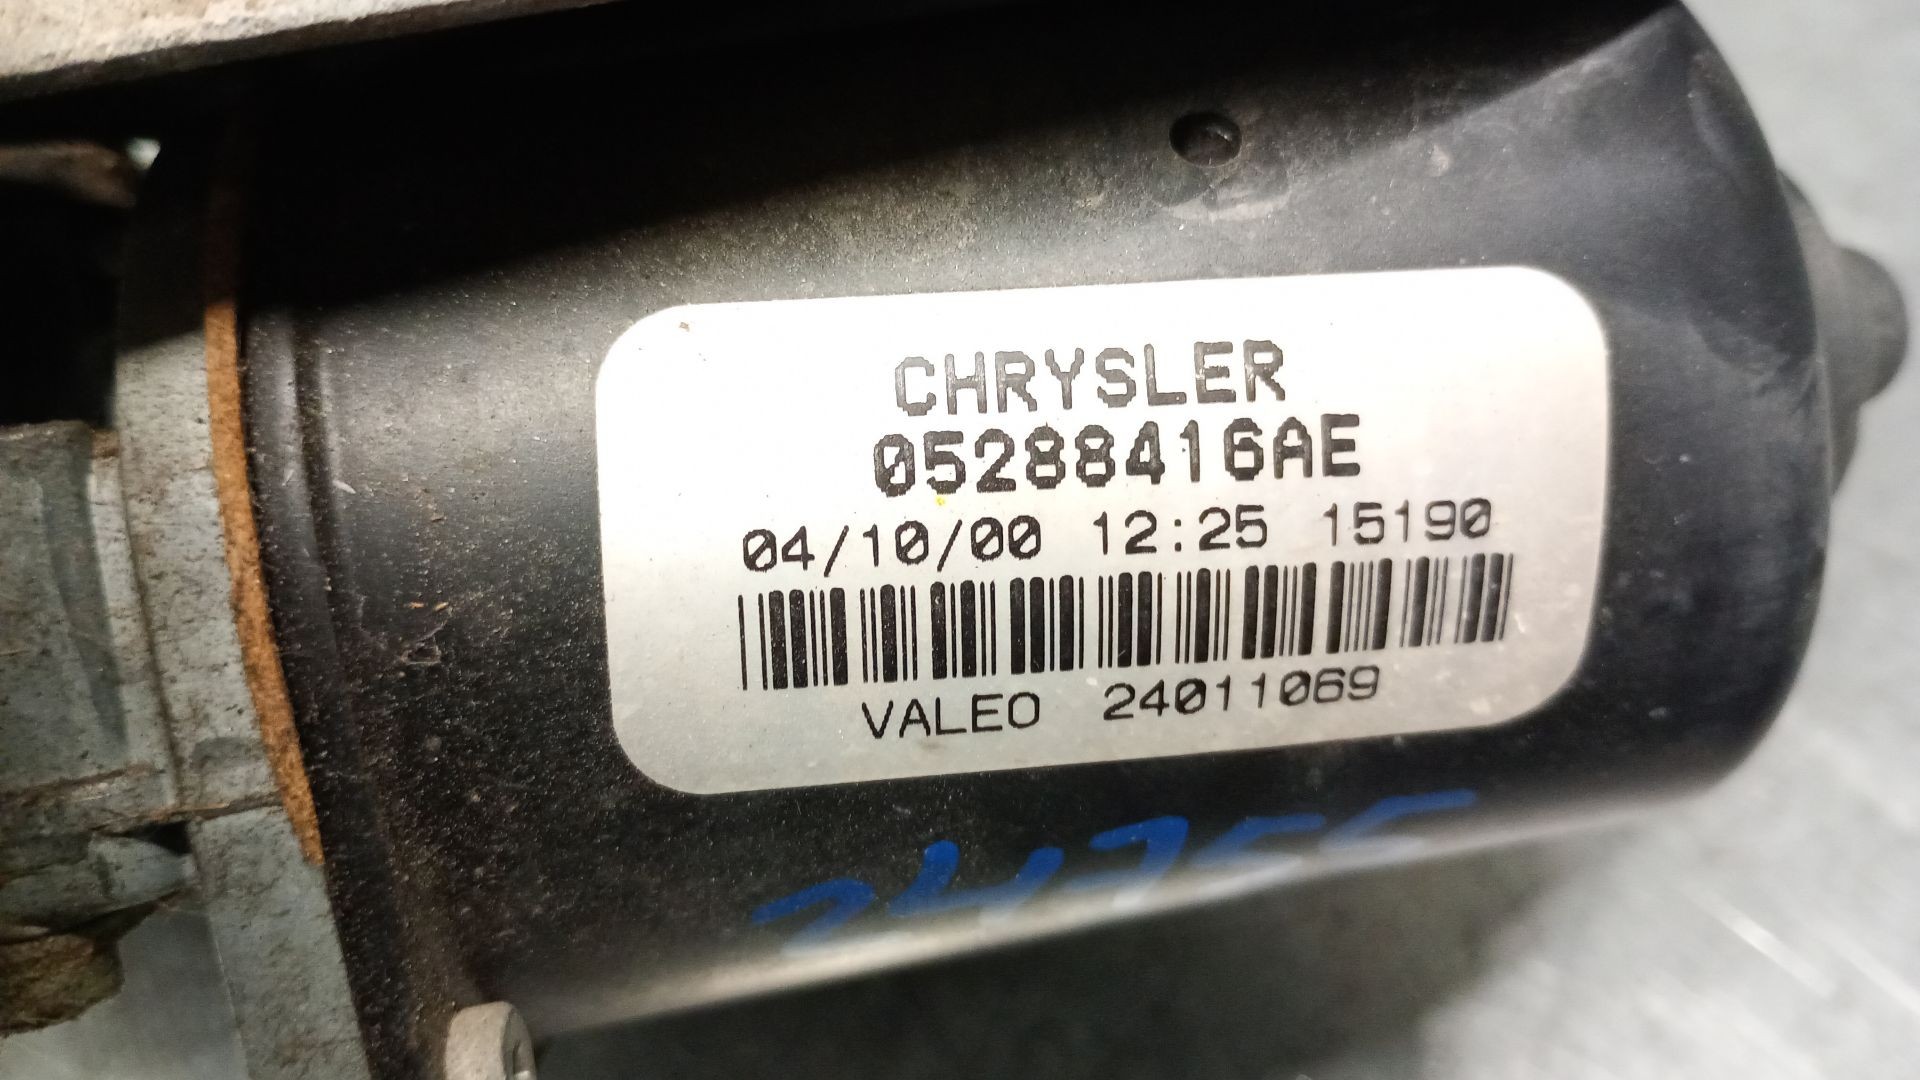 CHRYSLER
05288416AE
04/10/00 12:25 15190
VALEO 24011069